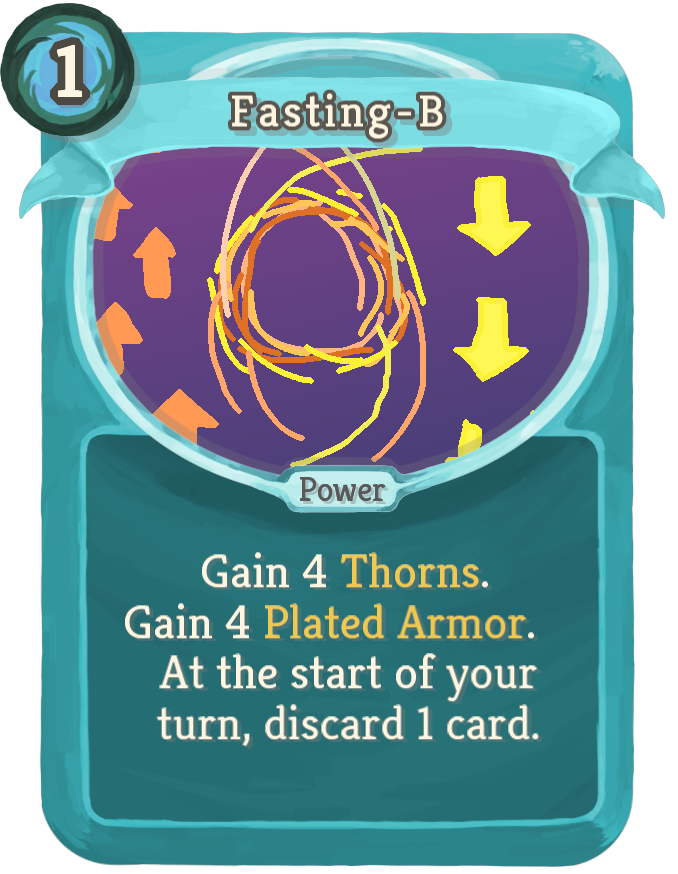 1
Fasting-B
Power
Gain 4 Thorns.
Gain 4 Plated Armor.
At the start of your
turn, discard 1 card.